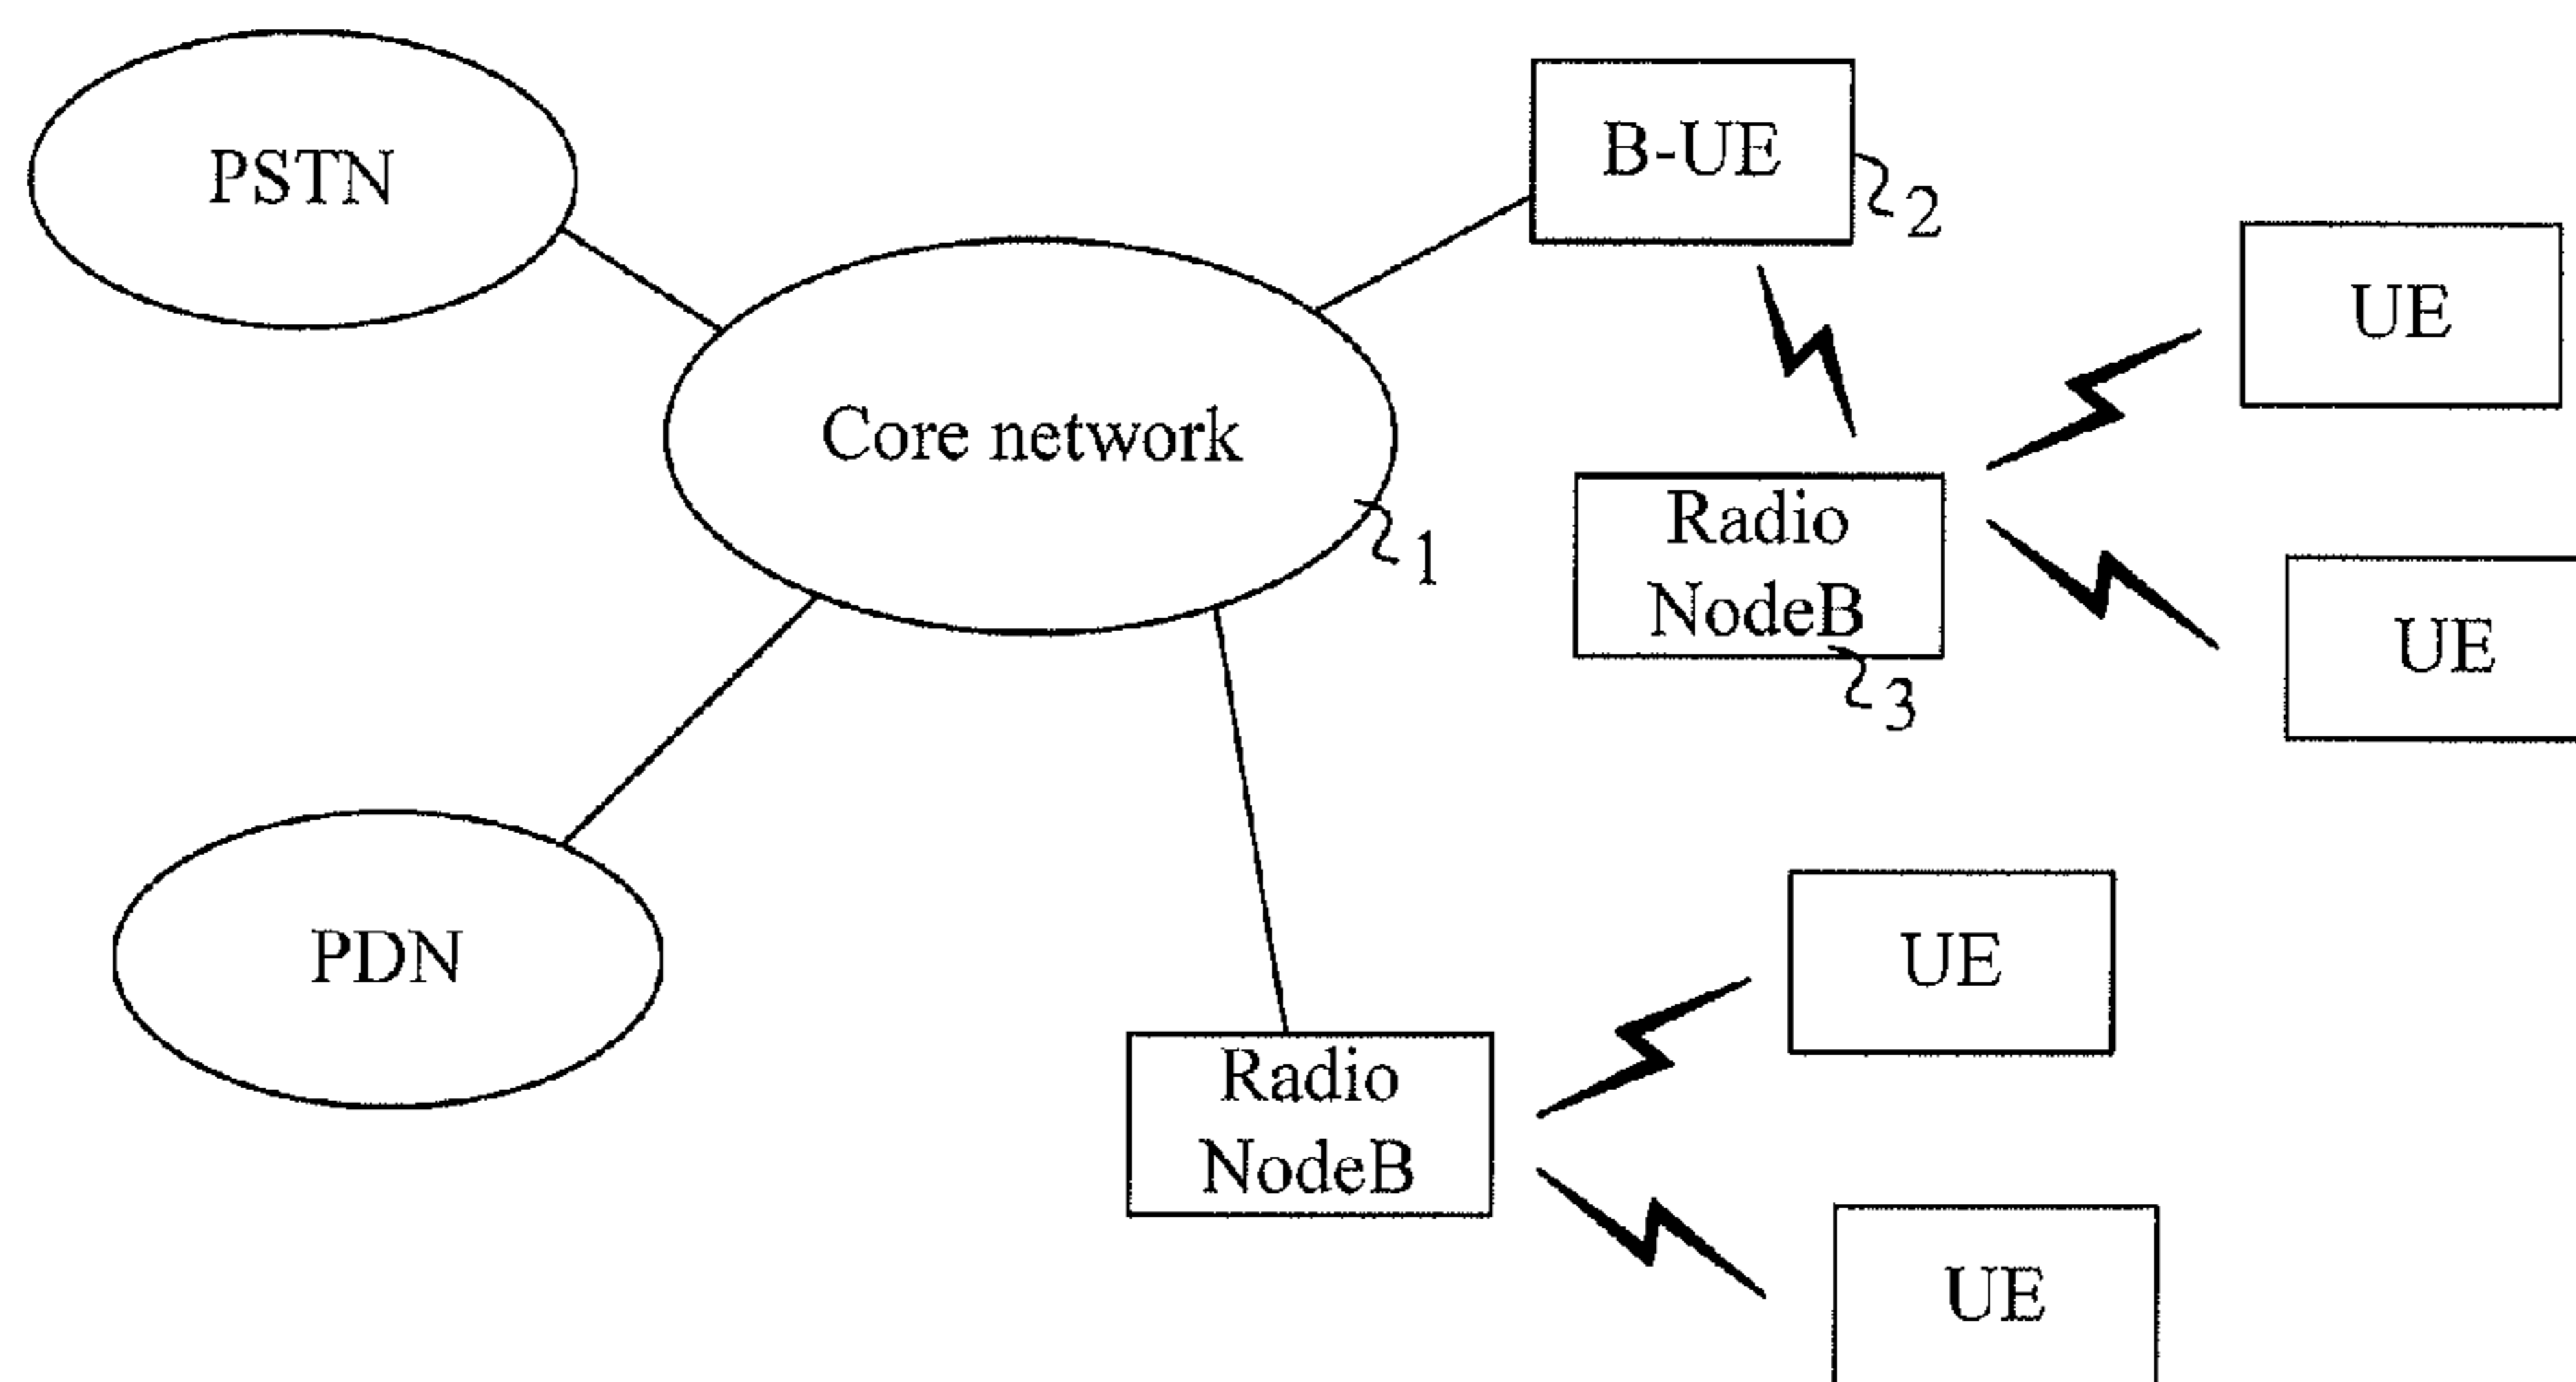 PSTN
B-UE
2
UE
Core network
1
Radio
NodeB
3
UE
PDN
UE
Radio
NodeB
UE